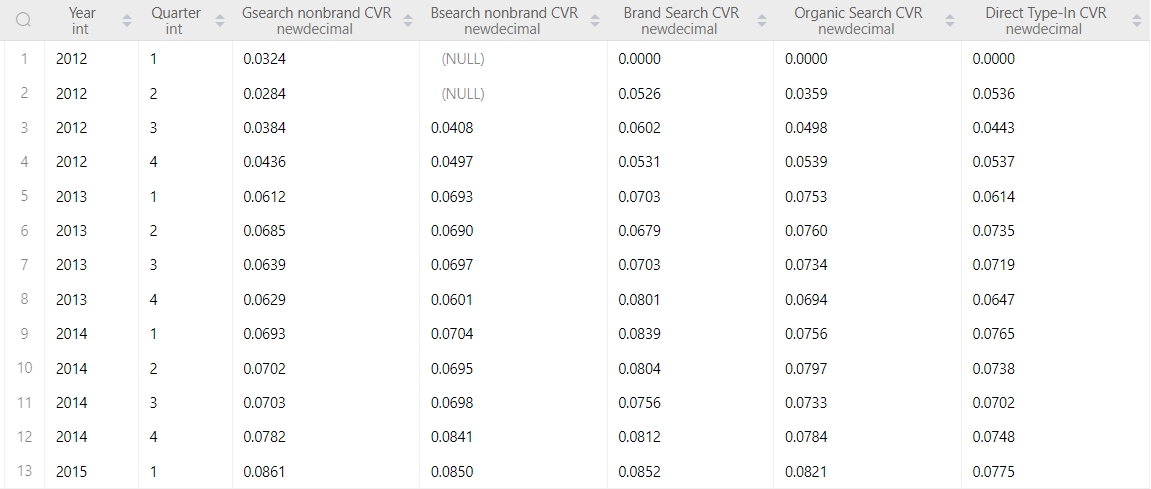 Year Quarter Gsearch nonbrand CVR Bsearch nonbrand CVR Brand Search CVR Organic Search CVR Direct Type-In CVR
int int newdecimal newdecimal newdecimal newdecimal newdecimal
1 2012 1 0.0324 (NULL) 0.0000 0.0000 0.0000
2 2012 2 0.0284 (NULL) 0.0526 0.0359 0.0536
3 2012 3 0.0384 0.0408 0.0602 0.0498 0.0443
4 2012 4 0.0436 0.0497 0.0531 0.0539 0.0537
5 2013 1 0.0612 0.0693 0.0703 0.0753 0.0614
6 2013 2 0.0685 0.0690 0.0679 0.0760 0.0735
7 2013 3 0.0639 0.0697 0.0703 0.0734 0.0719
8 2013 4 0.0629 0.0601 0.0801 0.0694 0.0647
9 2014 1 0.0693 0.0704 0.0839 0.0756 0.0765
10 2014 2 0.0702 0.0695 0.0804 0.0797 0.0738
11 2014 3 0.0703 0.0698 0.0756 0.0733 0.0702
12 2014 4 0.0782 0.0841 0.0812 0.0784 0.0748
13 2015 1 0.0861 0.0850 0.0852 0.0821 0.0775